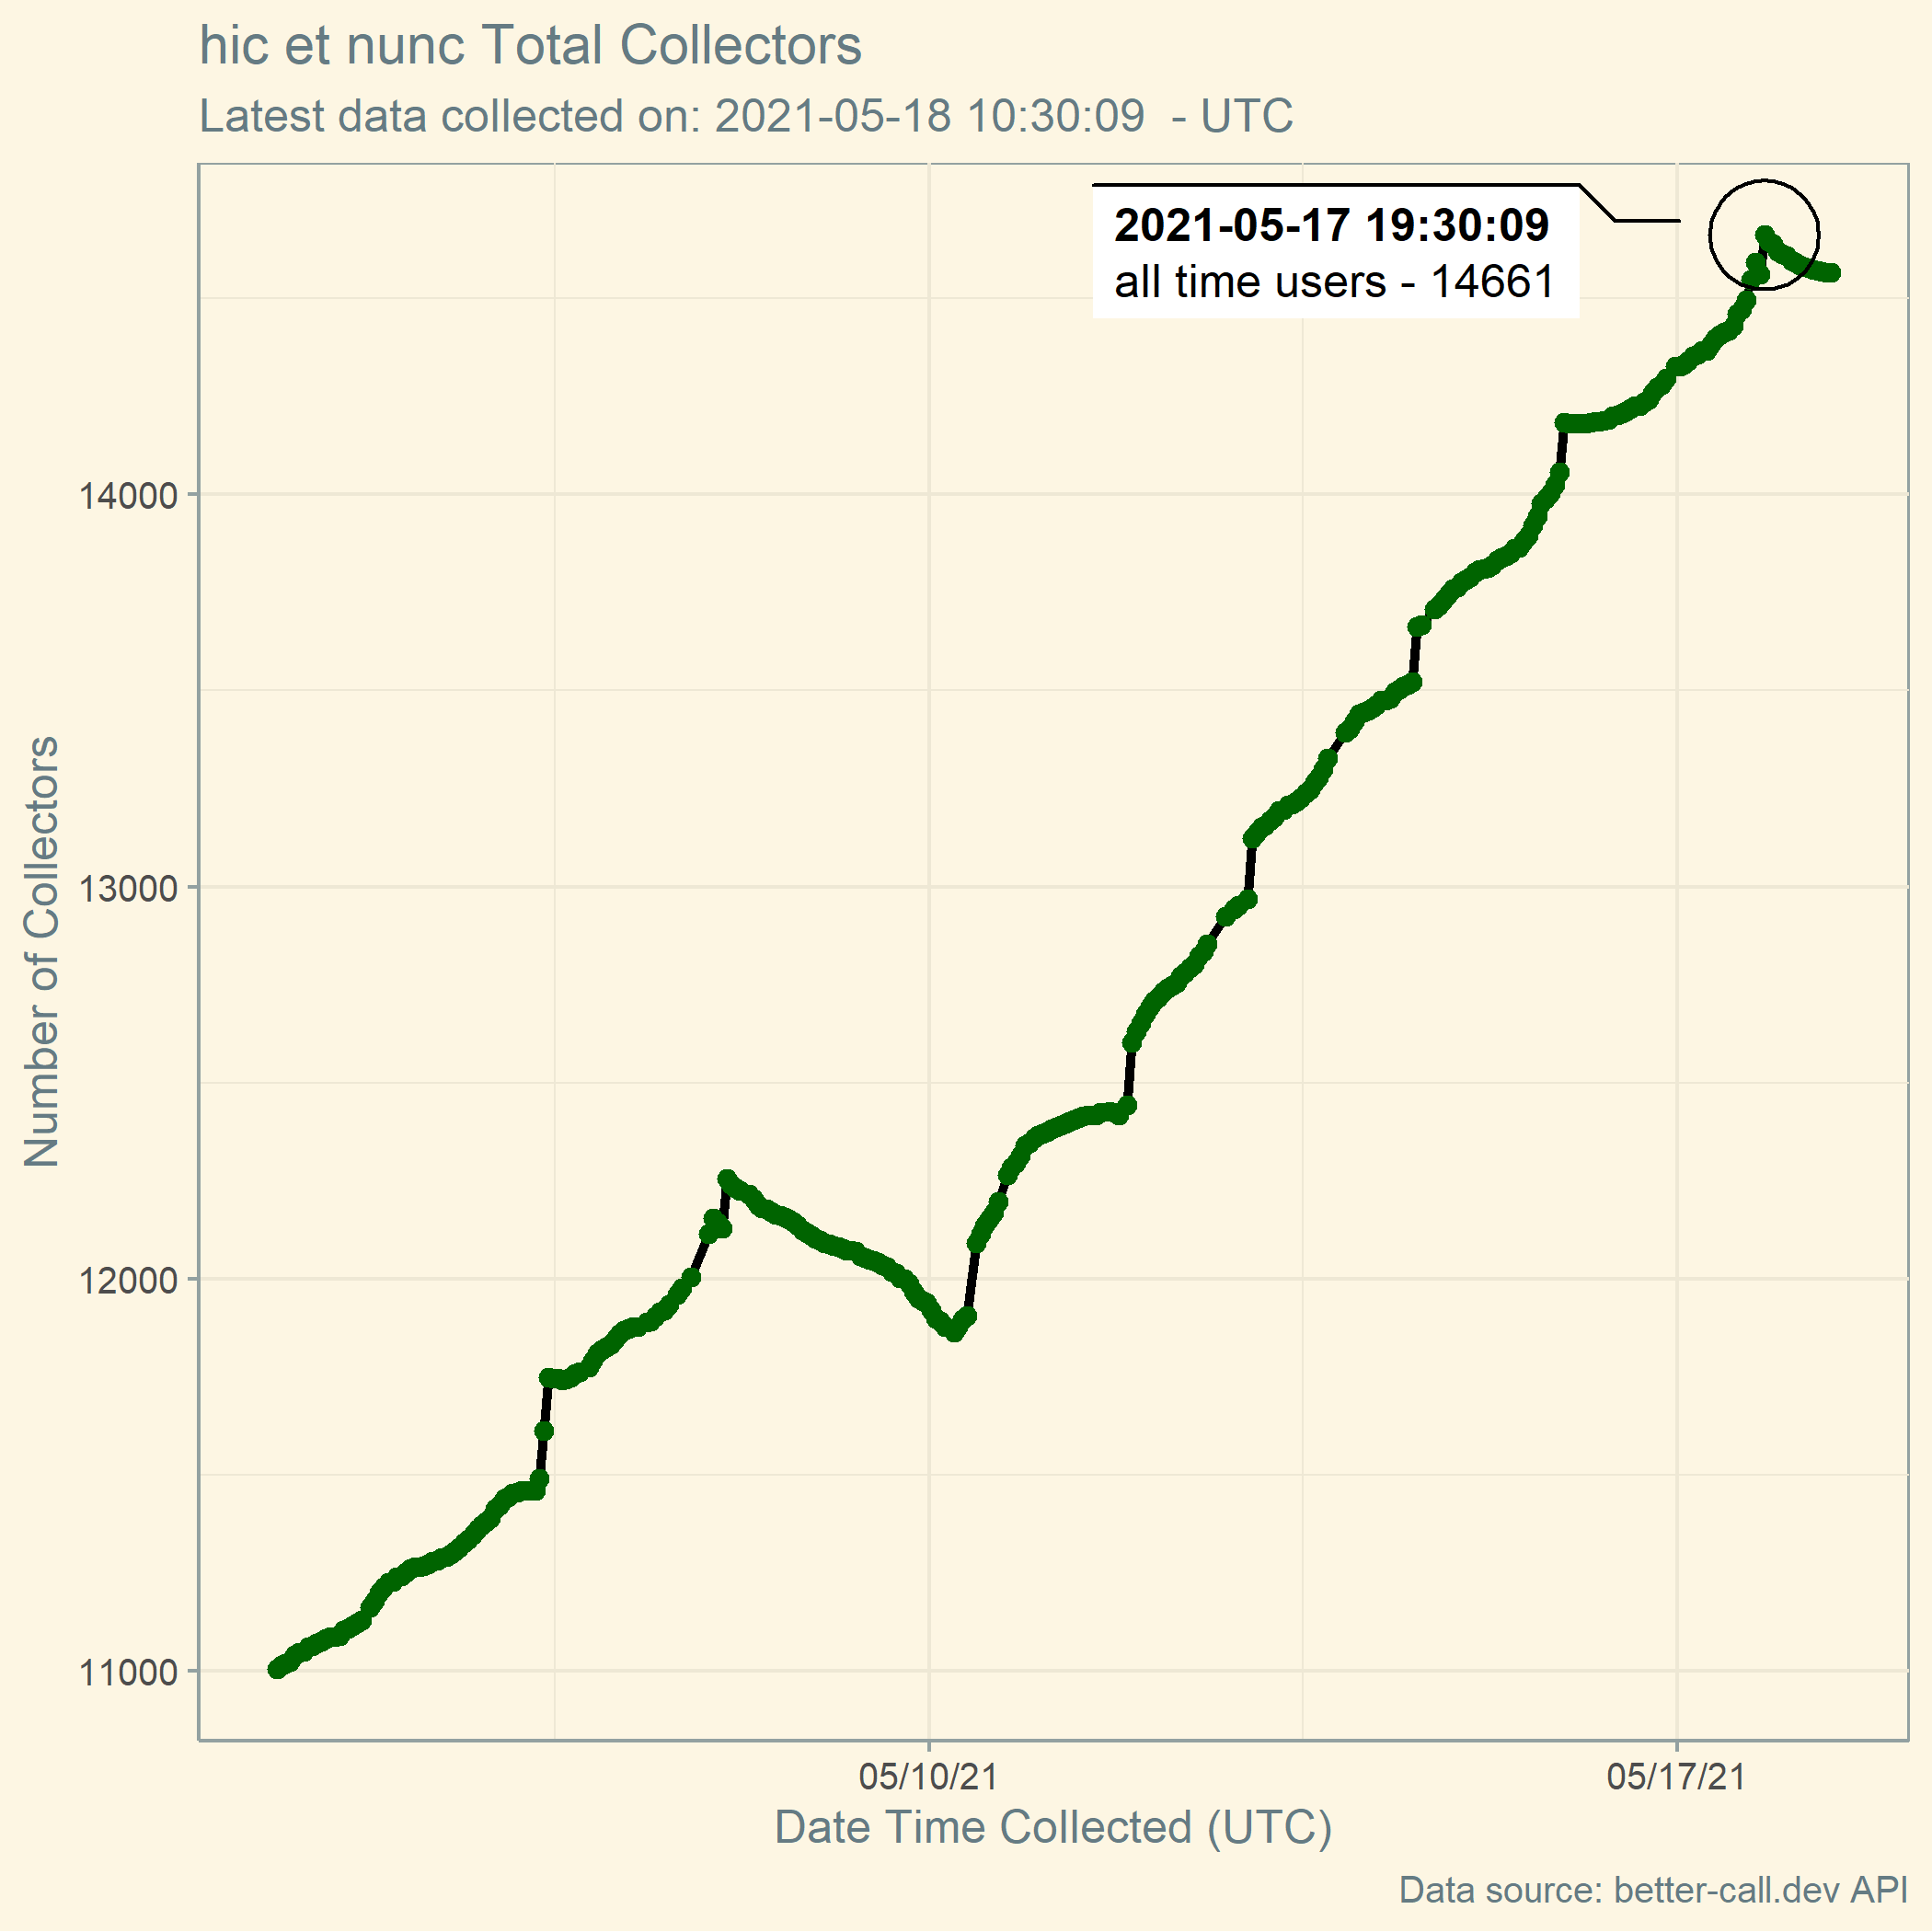 hic et nunc Total Collectors
Latest data collected on: 2021-05-18 10:30:09  - UTC
2021-05-17 19:30:09
all time users - 14661
14000
13000
12000
11000
Number of Collectors
05/10/21
05/17/21
Date Time Collected (UTC)
Data source: better-call.dev API